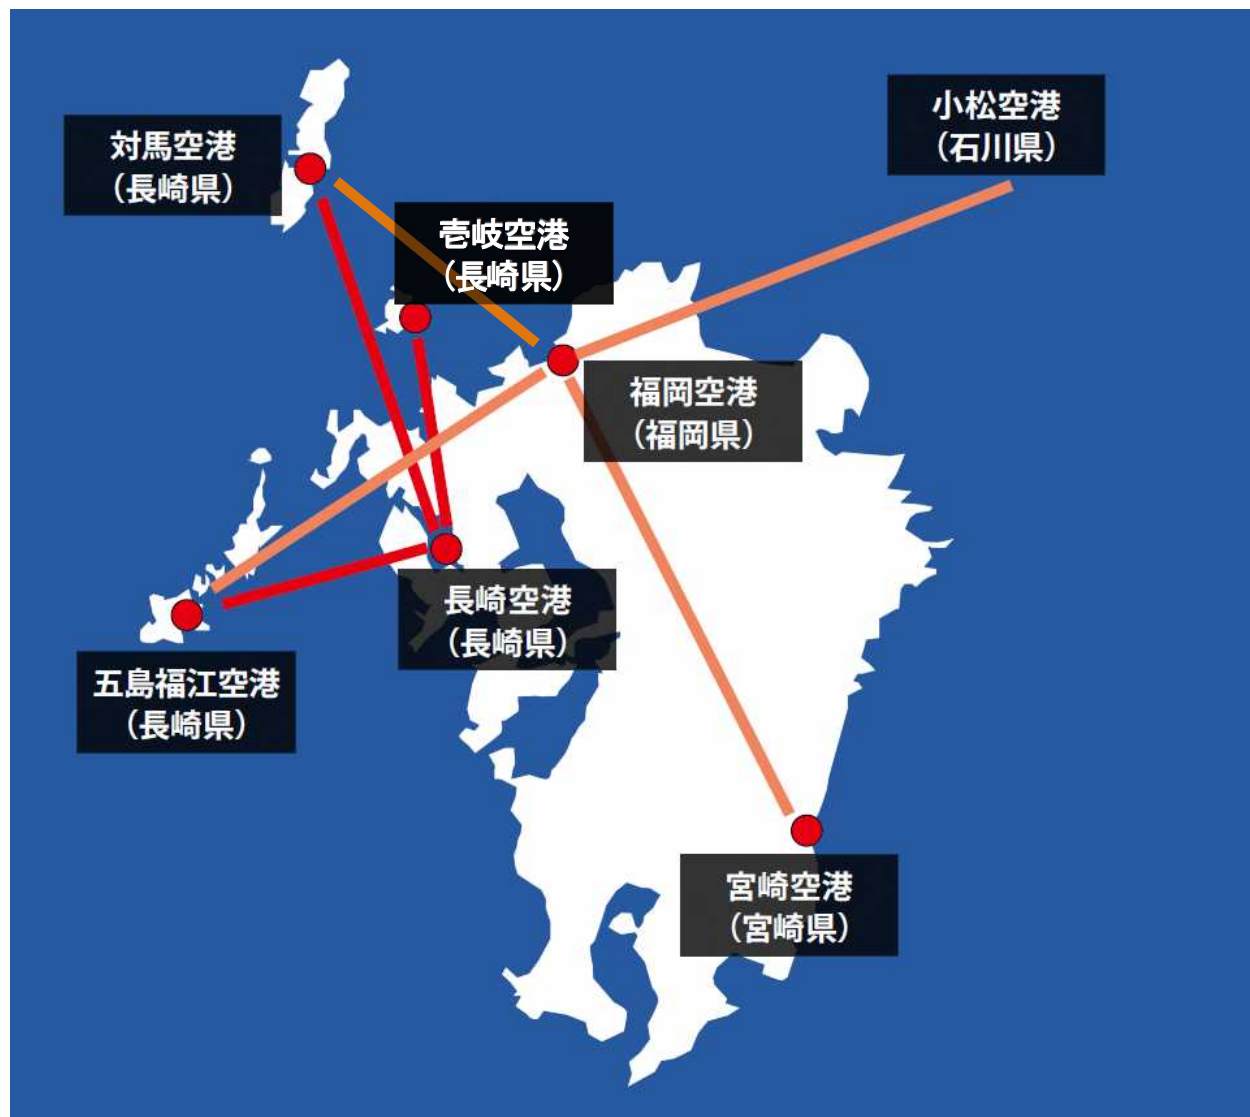 小松空港
（石川県）
対馬空港
（長崎県）
壱岐空港
（長崎県）
福岡空港
（福岡県）
長崎空港
（長崎県）
五島福江空港
（長崎県）
宮崎空港
（宮崎県）